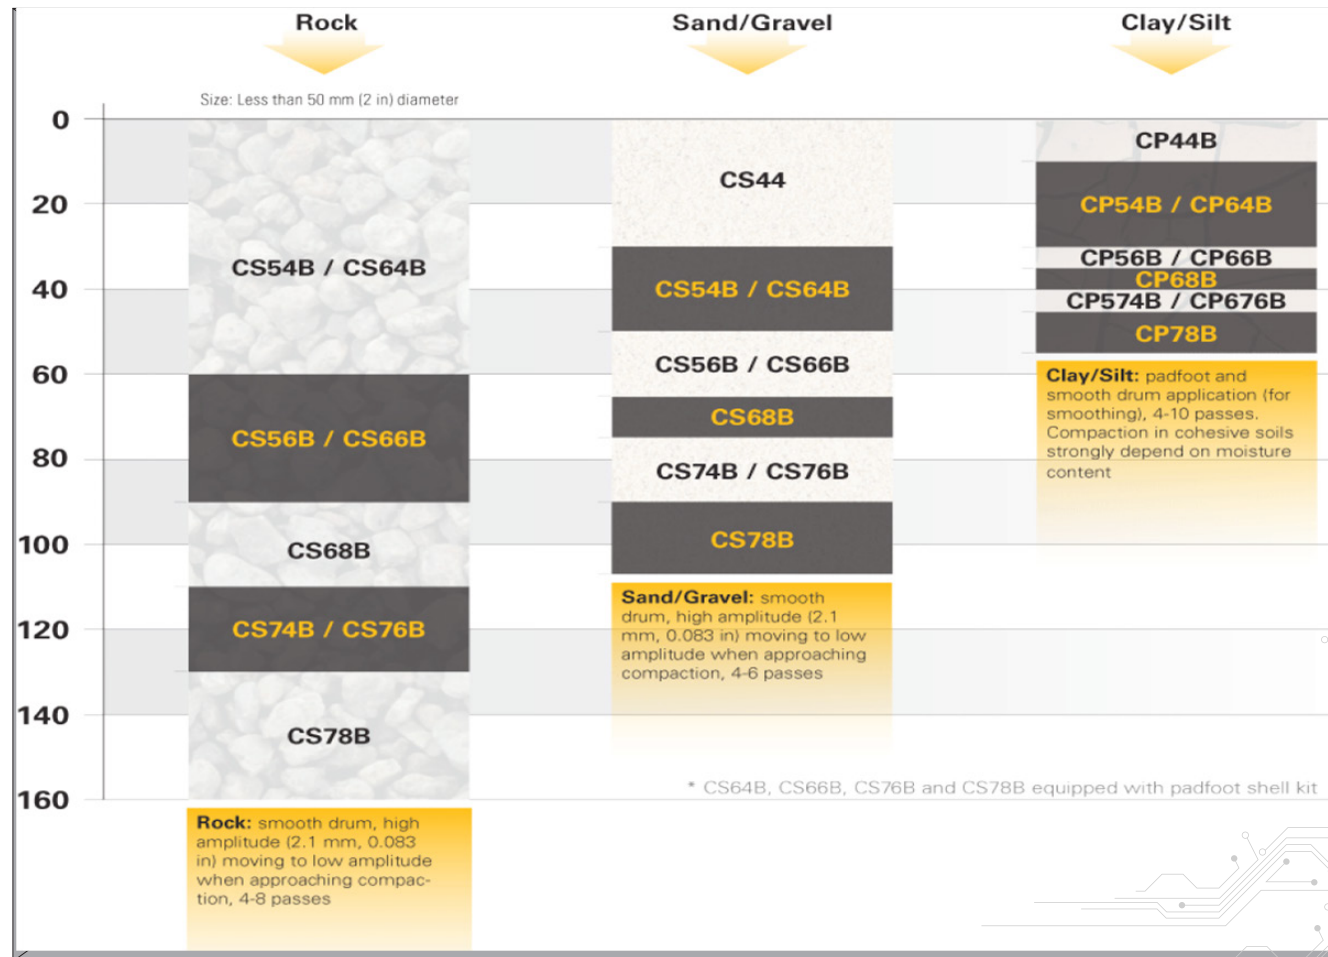 Rock
Sand/Gravel
Clay/Silt
Size: Less than 50 mm (2 in) diameter
0
20
40
60
80
100
120
140
160
CS54B / CS64B
CS56B / CS66B
CS68B
CS74B / CS76B
CS78B
Rock: smooth drum, high
amplitude (2.1 mm, 0.083
in) moving to low amplitude
when approaching compac-
tion, 4-8 passes
CS44
CS54B / CS64B
CS56B / CS66B
CS68B
CS74B / CS76B
CS78B
Sand/Gravel: smooth
drum, high amplitude (2.1
mm, 0.083 in) moving to low
amplitude when approaching
compaction, 4-6 passes
CP44B
CP54B / CP64B
CP56B / CP66B
CP68B
CP574B / CP676B
CP78B
Clay/Silt: padfoot and
smooth drum application (for
smoothing), 4-10 passes.
Compaction in cohesive soils
strongly depend on moisture
content
* CS64B, CS66B, CS76B and CS78B equipped with padfoot shell kit